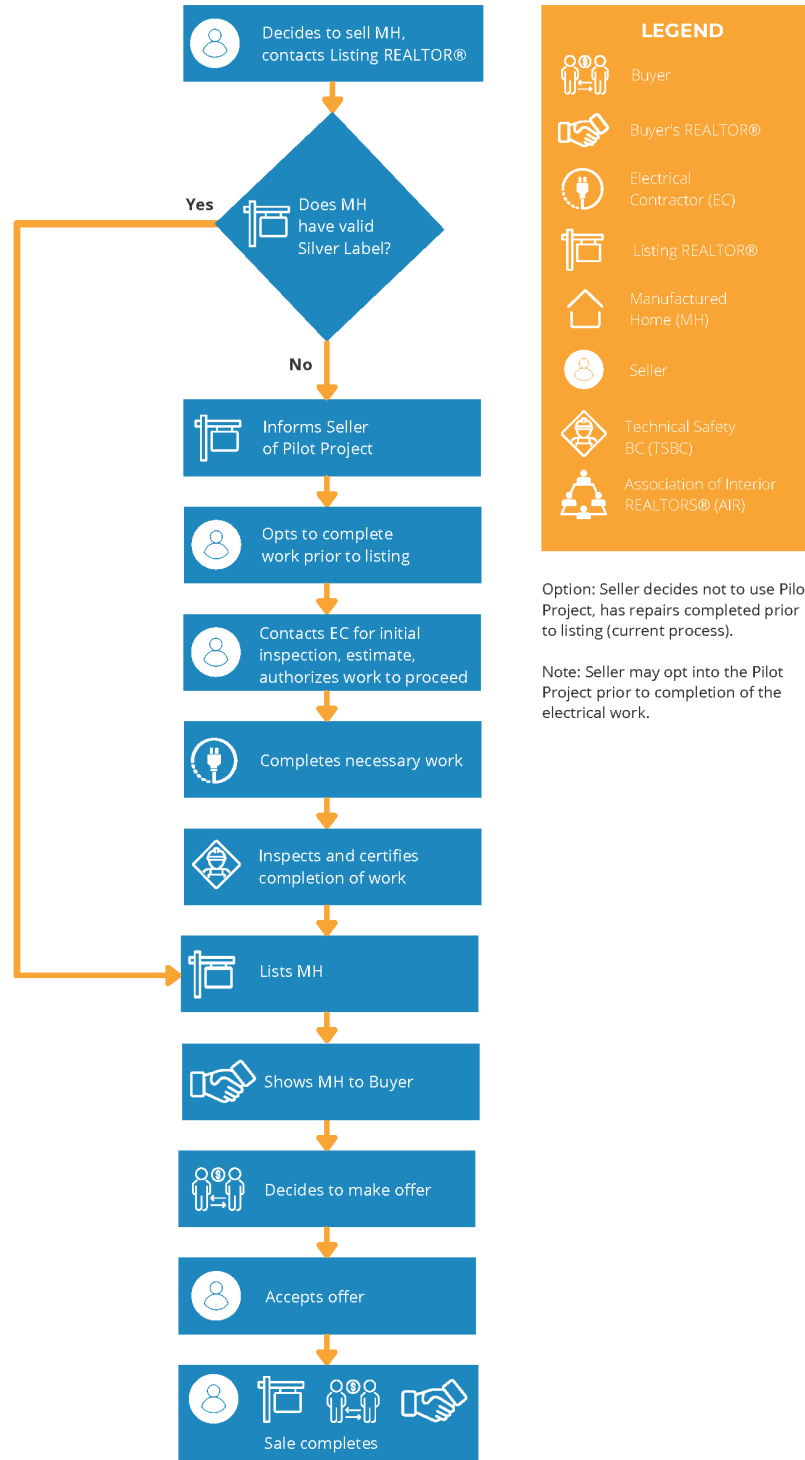 Decides to sell MH,
contacts Listing REALTOR®
Yes
Does MH
have valid
Silver Label?
No
Informs Seller
of Pilot Project
Opts to complete
work prior to listing
Contacts EC for initial
inspection, estimate,
authorizes work to proceed
Completes necessary work
Inspects and certifies
completion of work
Lists MH
Shows MH to Buyer
Decides to make offer
Accepts offer
Sale completes
LEGEND
Buyer
Buyer's REALTOR®
Electrical
Contractor (EC)
Listing REALTOR®
Manufactured
Home (MH)
Seller
Technical Safety
BC (TSBC)
Association of Interior
REALTORS® (AIR)
Option: Seller decides not to use Pilo
Project, has repairs completed prior
to listing (current process).
Note: Seller may opt into the Pilot
Project prior to completion of the
electrical work.